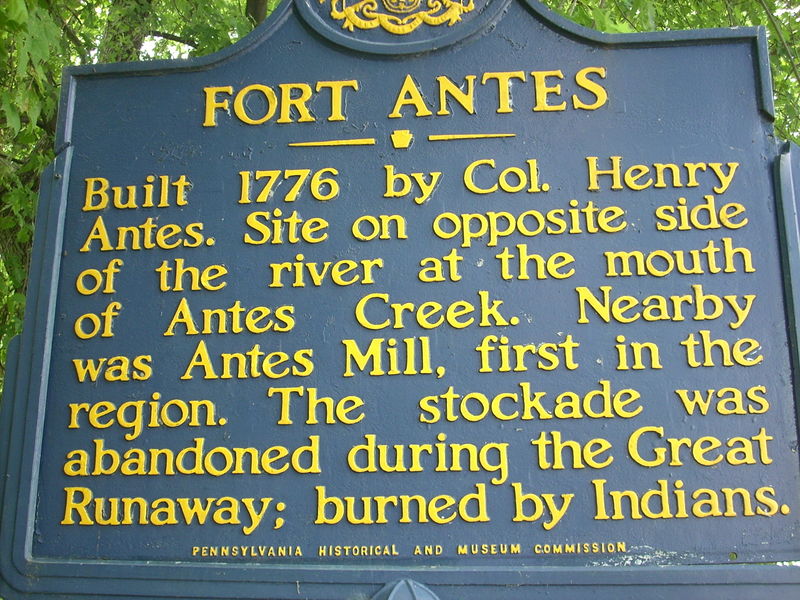 FORT ANTES
Built 1776 by Col. Henry
Antes. Site on opposite side
of the river at the mouth
of Antes Creek. Nearby
was Antes Mill, first in the
region. The stockade was
abandoned during the Great
Runaway; burned by Indians.
PENNSYLVANIA HISTORICAL AND MUSEUM COMMISSION